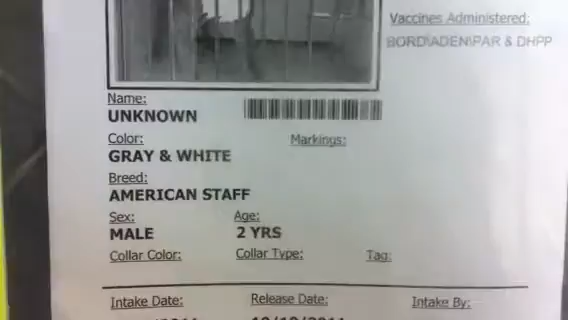 Vaccines Administered:
BORD\ADEN\PAR & DHPP
Name:
UNKNOWN
Color: Markings:
GRAY & WHITE
Breed:
AMERICAN STAFF
Sex: Age:
MALE 2 YRS
Collar Color: Collar Type: Tag:
Intake Date: Release Date: Intake By: